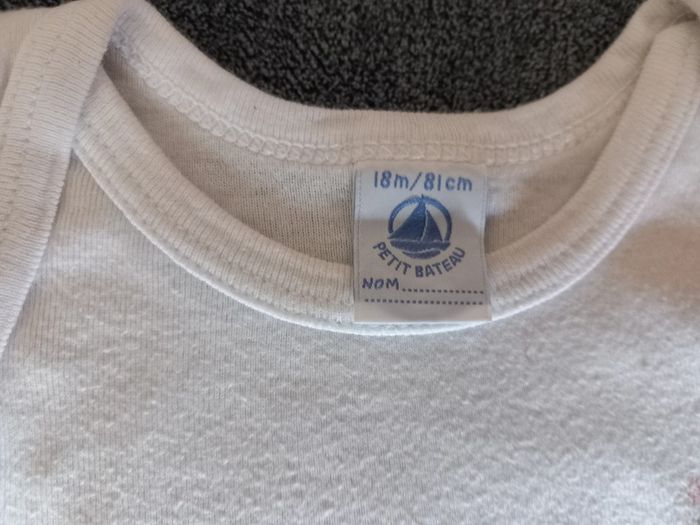 18m/81cm
PETIT BATEAU
NOM..............
....................